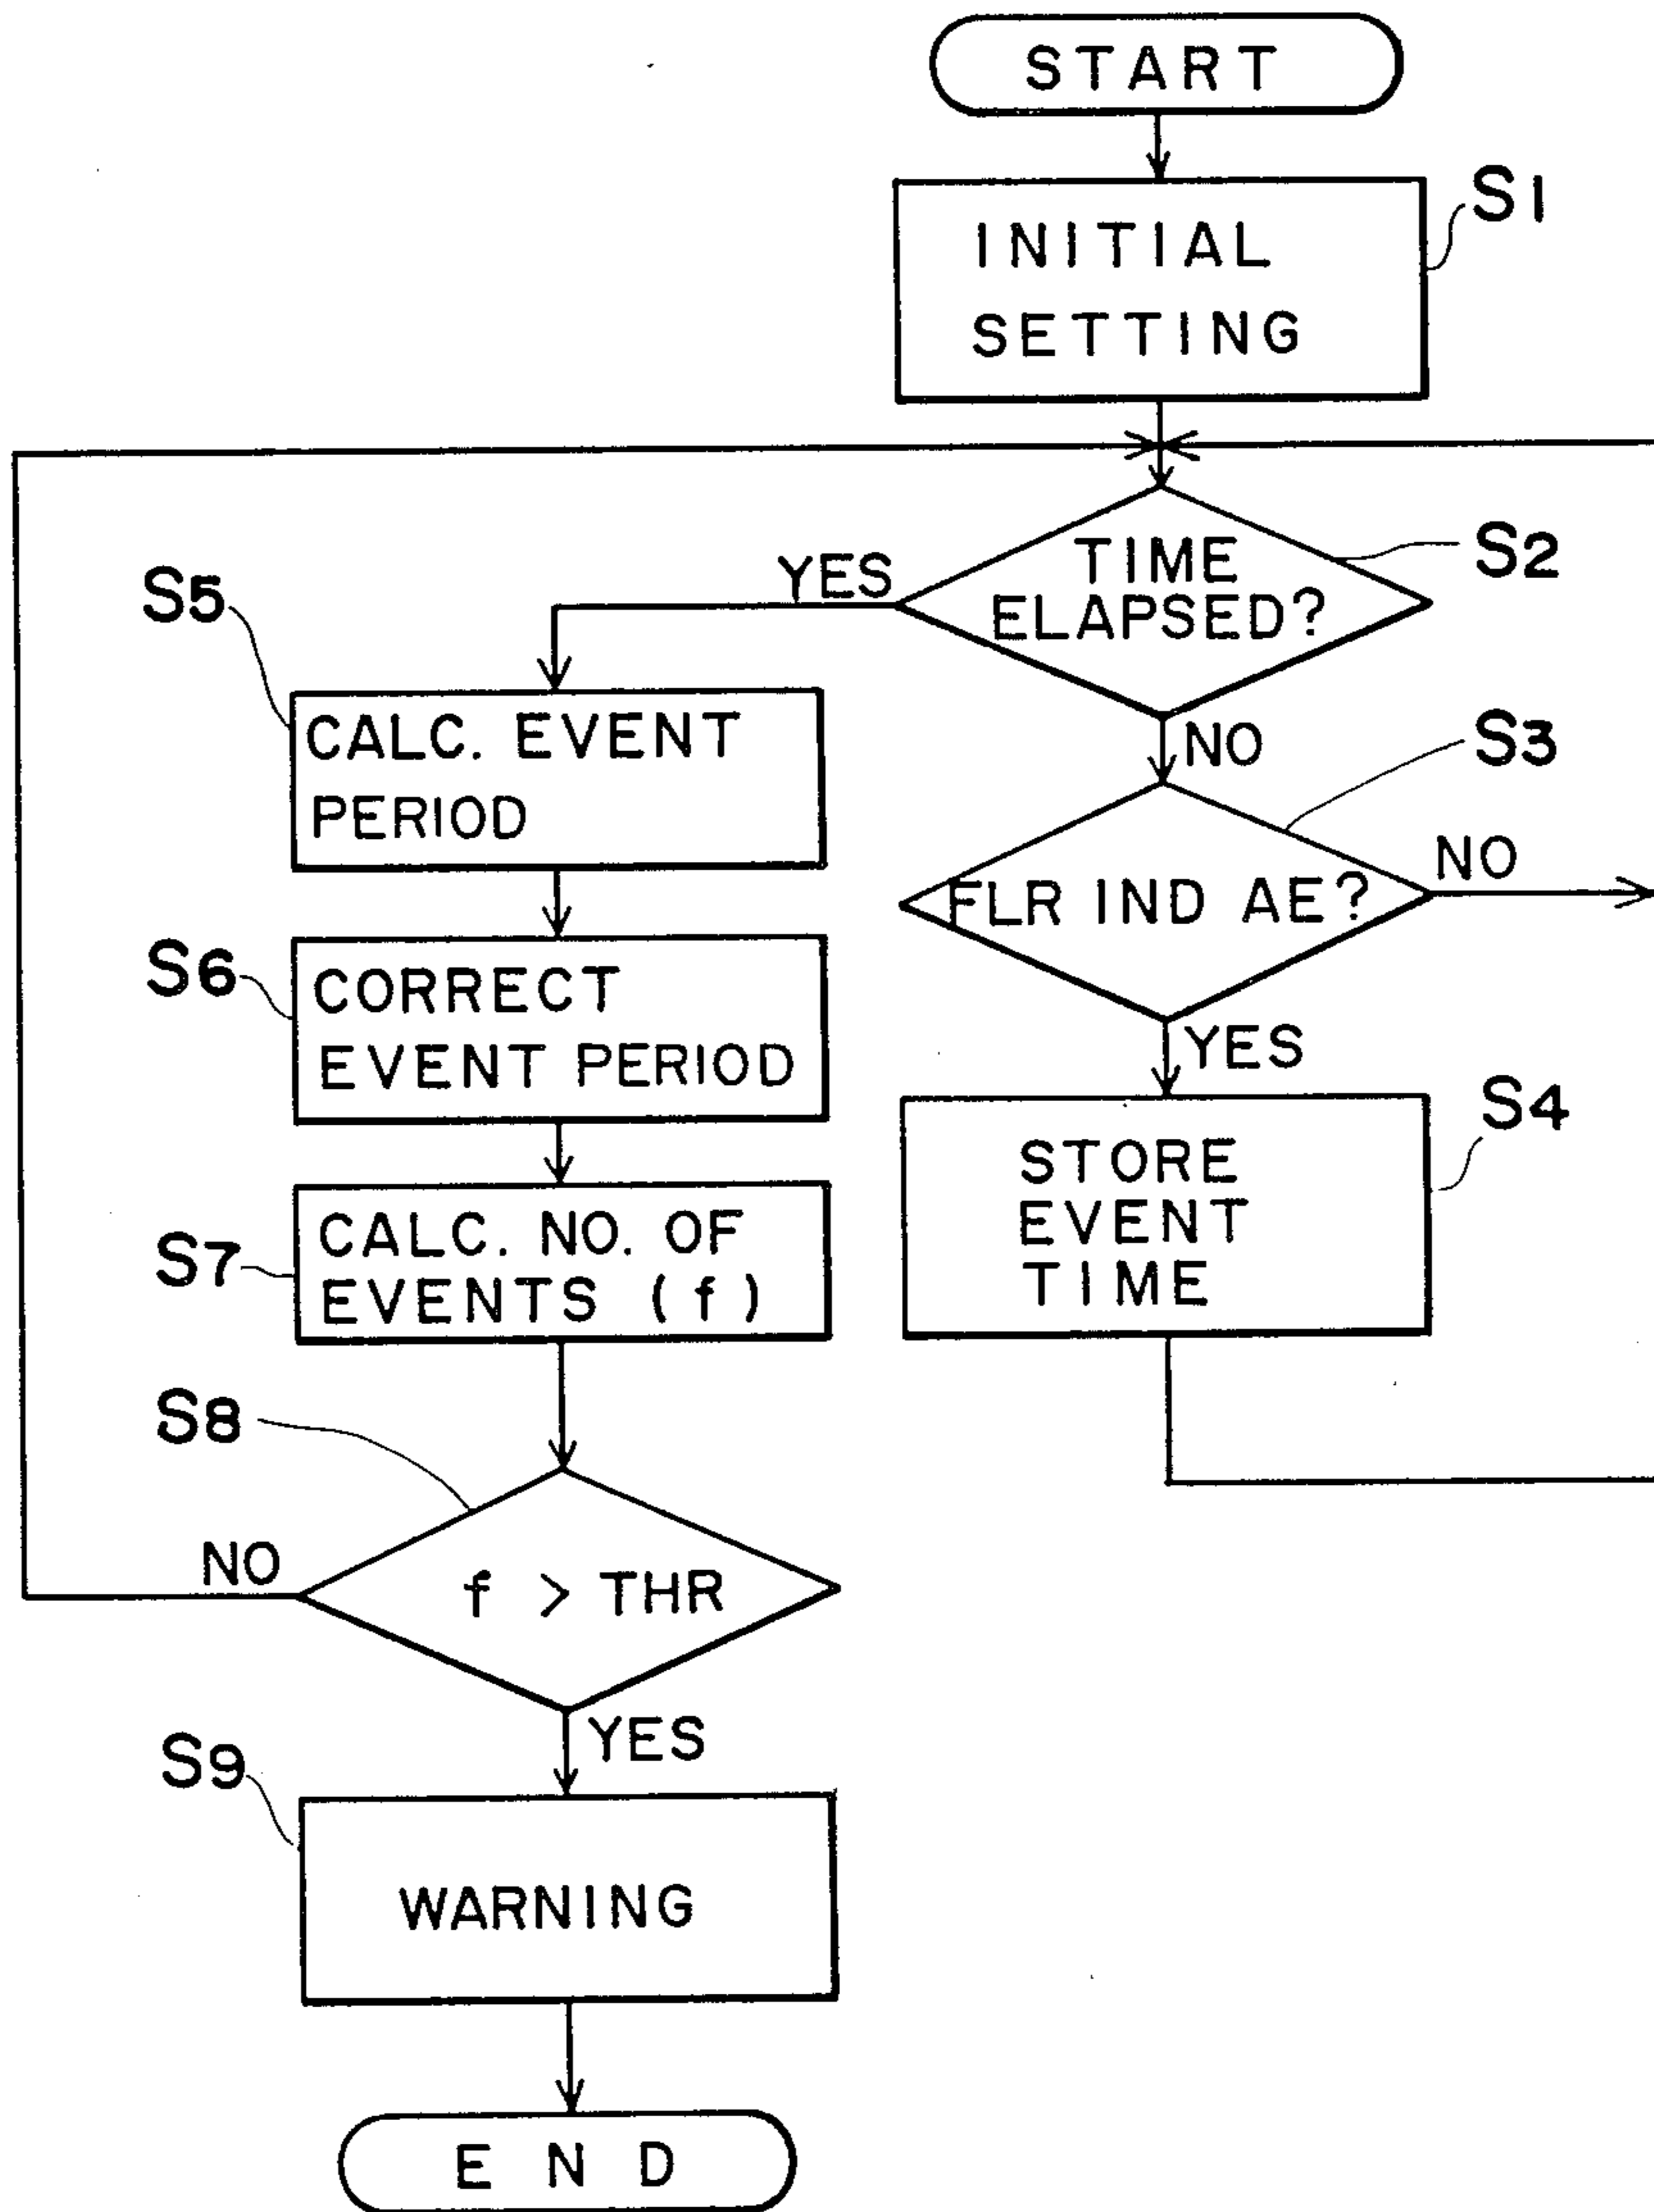 START
S1
INITIAL
SETTING
S2
TIME
ELAPSED?
YES
NO
S3
FLR IND AE?
NO
YES
S4
STORE
EVENT
TIME
S5
CALC. EVENT
PERIOD
S6
CORRECT
EVENT PERIOD
S7
CALC. NO. OF
EVENTS (f)
S8
f > THR
NO
YES
S9
WARNING
END